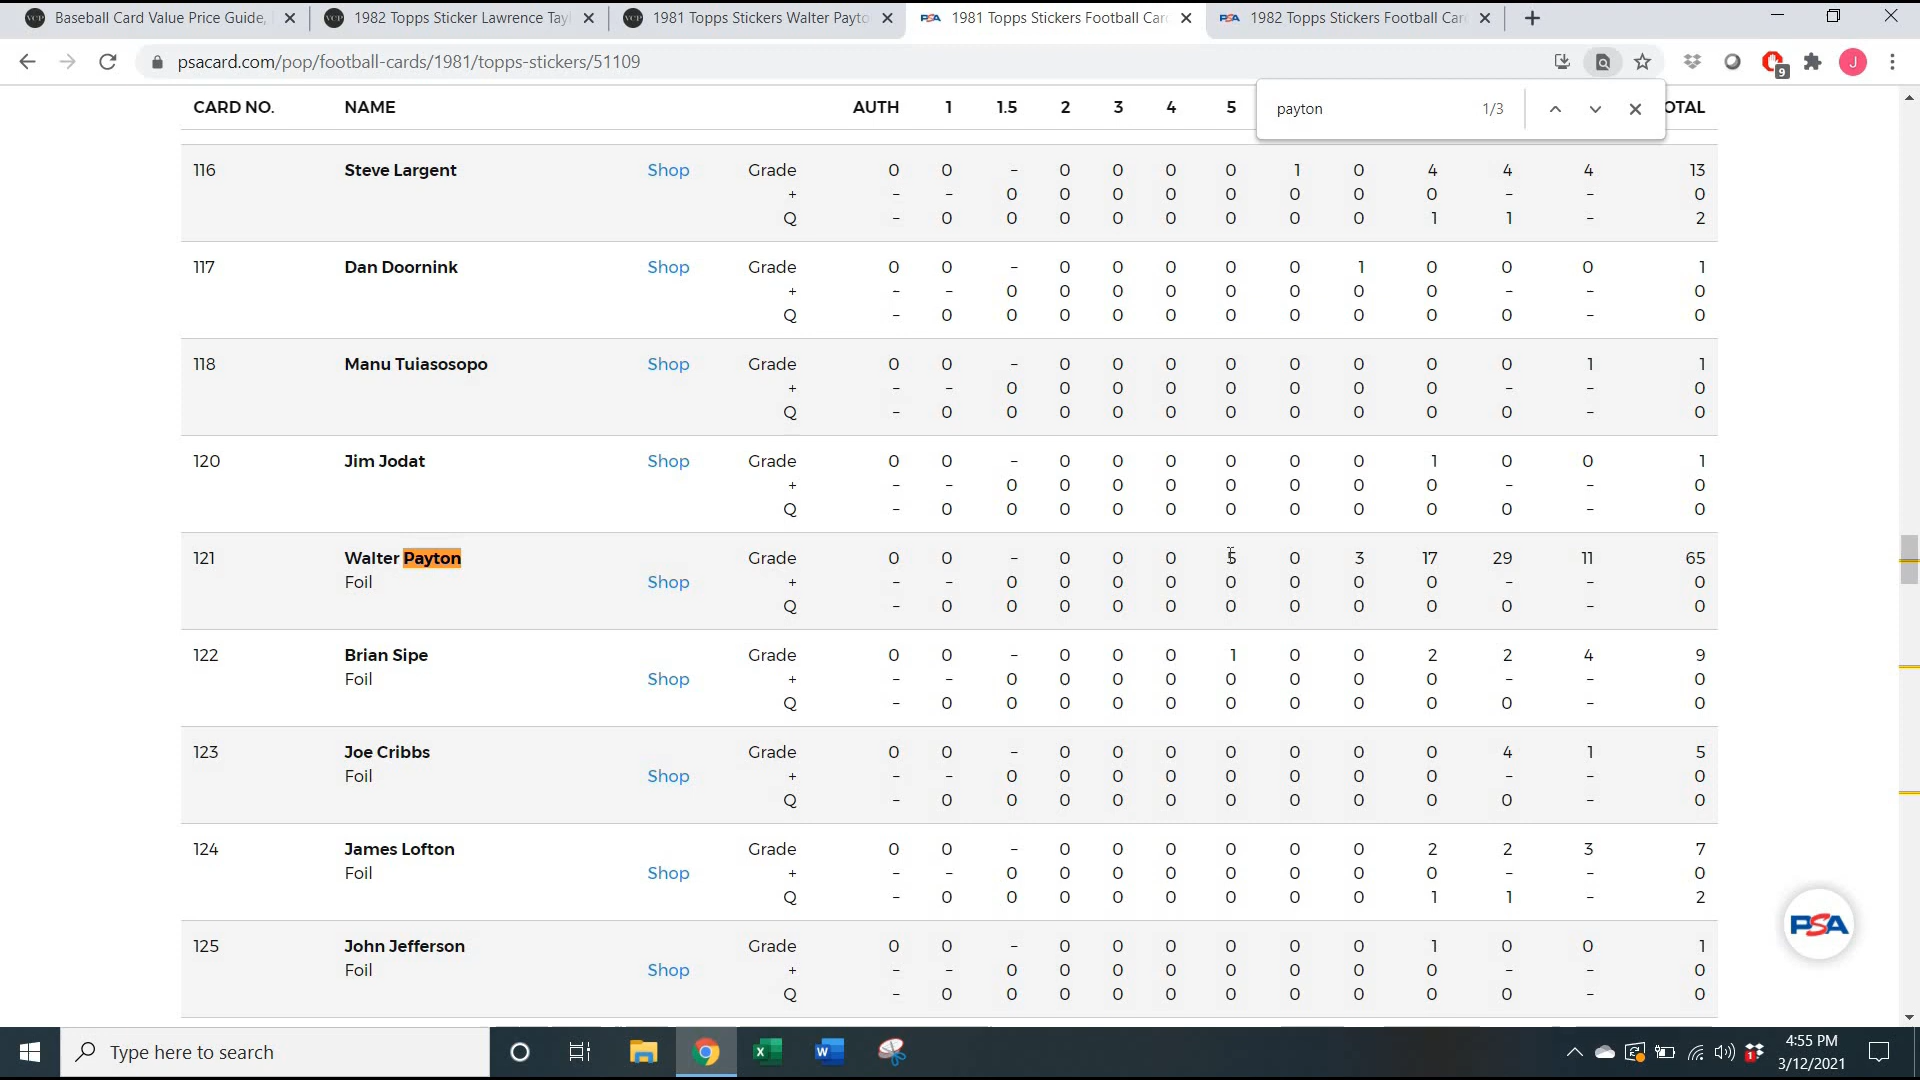 Baseball Card Value Price Guide,
1982 Topps Sticker Lawrence Tayl
1981 Topps Stickers Walter Payto
PSA 1981 Topps Stickers Football Car
PSA 1982 Topps Stickers Football Car
psacard.com/pop/football-cards/1981/topps-stickers/51109
9 J
payton 1/3
CARD NO. NAME AUTH 1 1.5 2 3 4 5 OTAL
116 Steve Largent Shop Grade 0 0 - 0 0 0 0 1 0 4 4 4 13
+ - - 0 0 0 0 0 0 0 0 - - 0
Q - 0 0 0 0 0 0 0 0 1 1 - 2
117 Dan Doornink Shop Grade 0 0 - 0 0 0 0 0 1 0 0 0 1
+ - - 0 0 0 0 0 0 0 0 - - 0
Q - 0 0 0 0 0 0 0 0 0 0 - 0
118 Manu Tuiasosopo Shop Grade 0 0 - 0 0 0 0 0 0 0 0 1 1
+ - - 0 0 0 0 0 0 0 0 - - 0
Q - 0 0 0 0 0 0 0 0 0 0 - 0
120 Jim Jodat Shop Grade 0 0 - 0 0 0 0 0 0 1 0 0 1
+ - - 0 0 0 0 0 0 0 0 - - 0
Q - 0 0 0 0 0 0 0 0 0 0 - 0
121 Walter Payton Grade 0 0 - 0 0 0 5 0 3 17 29 11 65
Foil Shop + - - 0 0 0 0 0 0 0 0 - - 0
Q - 0 0 0 0 0 0 0 0 0 0 - 0
122 Brian Sipe Grade 0 0 - 0 0 0 1 0 0 2 2 4 9
Foil Shop + - - 0 0 0 0 0 0 0 0 - - 0
Q - 0 0 0 0 0 0 0 0 0 0 - 0
123 Joe Cribbs Grade 0 0 - 0 0 0 0 0 0 0 4 1 5
Foil Shop + - - 0 0 0 0 0 0 0 0 - - 0
Q - 0 0 0 0 0 0 0 0 0 0 - 0
124 James Lofton Grade 0 0 - 0 0 0 0 0 0 2 2 3 7
Foil Shop + - - 0 0 0 0 0 0 0 0 - - 0
Q - 0 0 0 0 0 0 0 0 1 1 - 2
125 John Jefferson Grade 0 0 - 0 0 0 0 0 0 1 0 0 1
Foil Shop + - - 0 0 0 0 0 0 0 0 - - 0
Q - 0 0 0 0 0 0 0 0 0 0 - 0
PSA
Type here to search
4:55 PM
3/12/2021